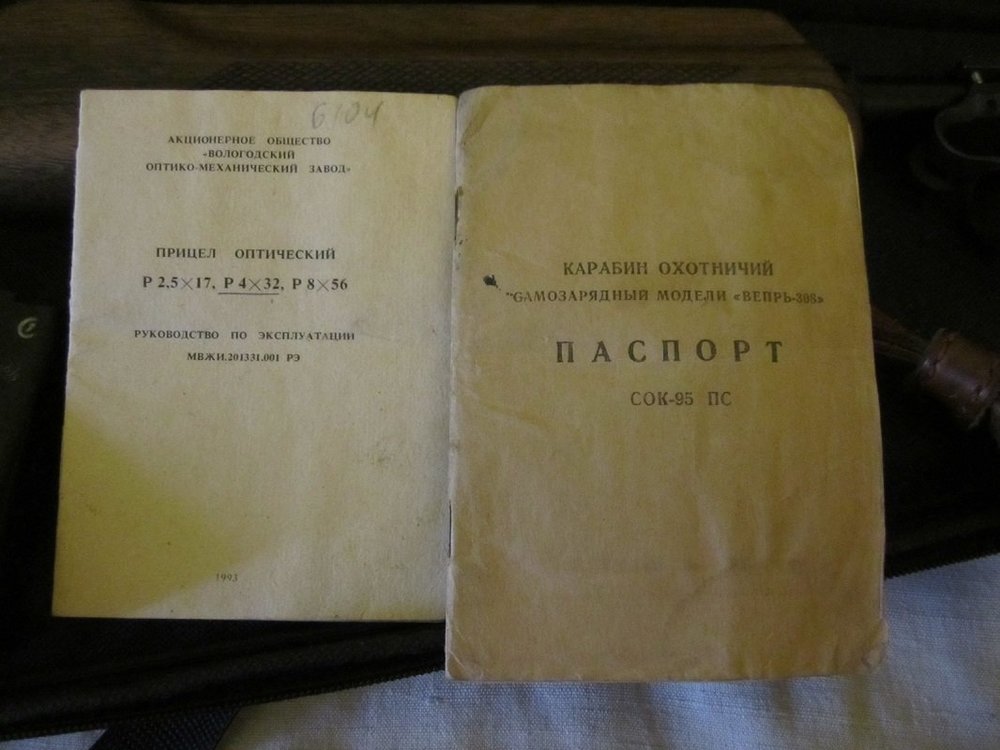 6104
АКЦИОНЕРНОЕ ОБЩЕСТВО
«ВОЛОГОДСКИЙ
ОПТИКО-МЕХАНИЧЕСКИЙ ЗАВОД»
ПРИЦЕЛ ОПТИЧЕСКИЙ
Р 2,5×17, Р 4×32, Р 8×56
РУКОВОДСТВО ПО ЭКСПЛУАТАЦИИ
МВЖИ.201331.001 РЭ
1993
КАРАБИН ОХОТНИЧИЙ
САМОЗАРЯДНЫЙ МОДЕЛИ «ВЕПРЬ-308»
ПАСПОРТ
СОК-95 ПС